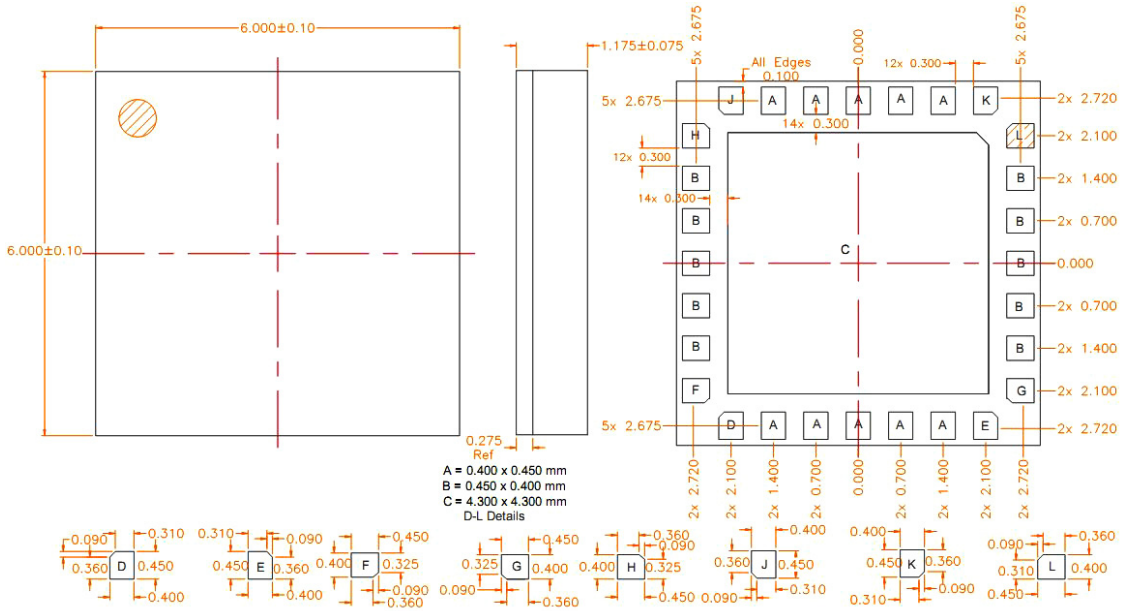 6.000±0.10
6.000±0.10
1.175±0.075
0.275
Ref
5x 2.675
0.000
5x 2.675
All Edges
0.100
12x 0.300
5x 2.675
J A A A A A K
2x 2.720
14x 0.300
H
L
2x 2.100
12x 0.300
B
B
2x 1.400
14x 0.300
B
B
2x 0.700
C
B
B
0.000
B
B
2x 0.700
B
B
2x 1.400
F
G
2x 2.100
5x 2.675
D A A A A A E
2x 2.720
2x 2.720
2x 2.100
2x 1.400
2x 0.700
0.000
2x 0.700
2x 1.400
2x 2.100
2x 2.720
A = 0.400 x 0.450 mm
B = 0.450 x 0.400 mm
C = 4.300 x 4.300 mm
D-L Details
0.310
0.090
0.360
D
0.450
0.400
0.310
0.090
0.450
E
0.360
0.400
0.450
0.400
F
0.325
0.090
0.360
0.450
0.325
G
0.400
0.090
0.360
0.360
0.090
0.400
H
0.325
0.450
0.400
0.360
J
0.450
0.310
0.090
0.400
0.090
0.450
K
0.360
0.310
0.360
0.090
0.310
L
0.400
0.450